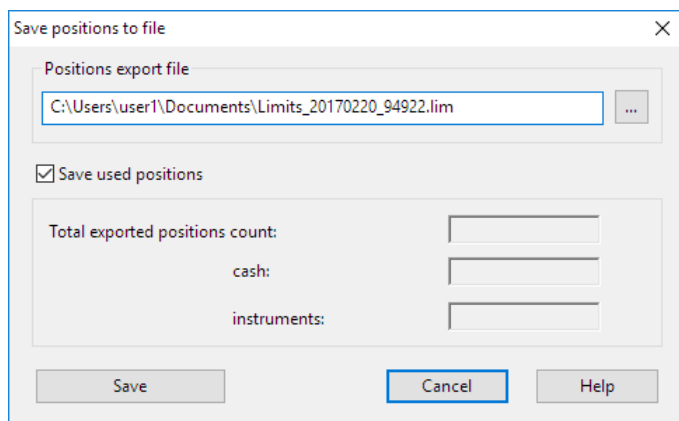 Save positions to file
Positions export file
C:\Users\user1\Documents\Limits_20170220_94922.lim
...
Save used positions
Total exported positions count:
cash:
instruments:
Save Cancel Help